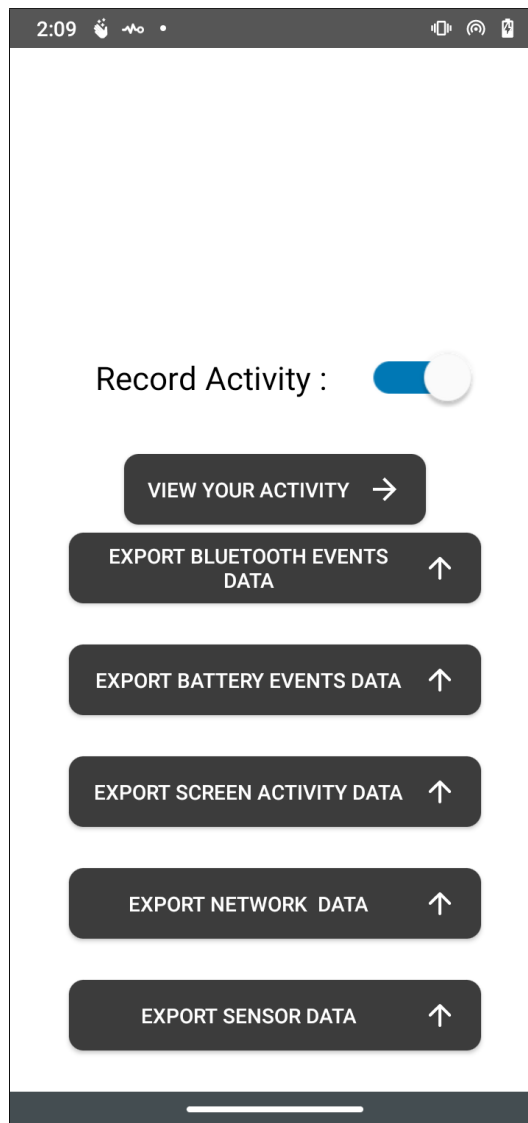 2:09
Record Activity :
VIEW YOUR ACTIVITY
EXPORT BLUETOOTH EVENTS
DATA
EXPORT BATTERY EVENTS DATA
EXPORT SCREEN ACTIVITY DATA
EXPORT NETWORK  DATA
EXPORT SENSOR DATA